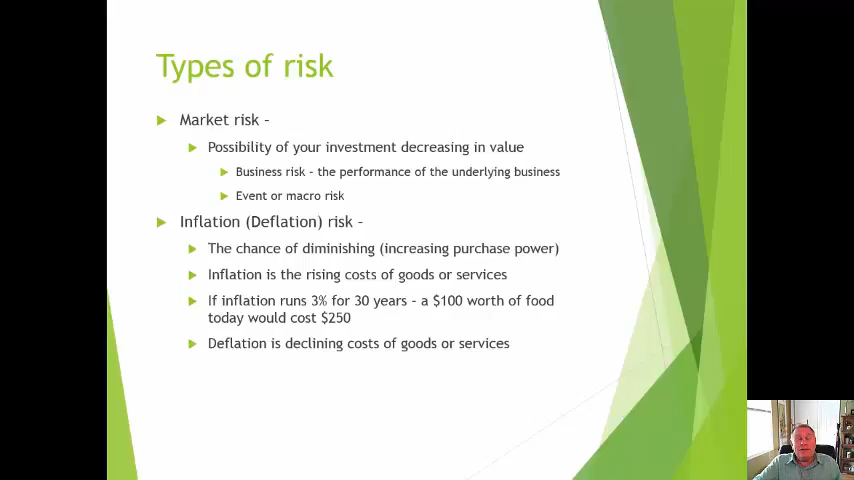 Types of risk
Market risk –
Possibility of your investment decreasing in value
Business risk – the performance of the underlying business
Event or macro risk
Inflation (Deflation) risk –
The chance of diminishing (increasing purchase power)
Inflation is the rising costs of goods or services
If inflation runs 3% for 30 years – a $100 worth of food
today would cost $250
Deflation is declining costs of goods or services